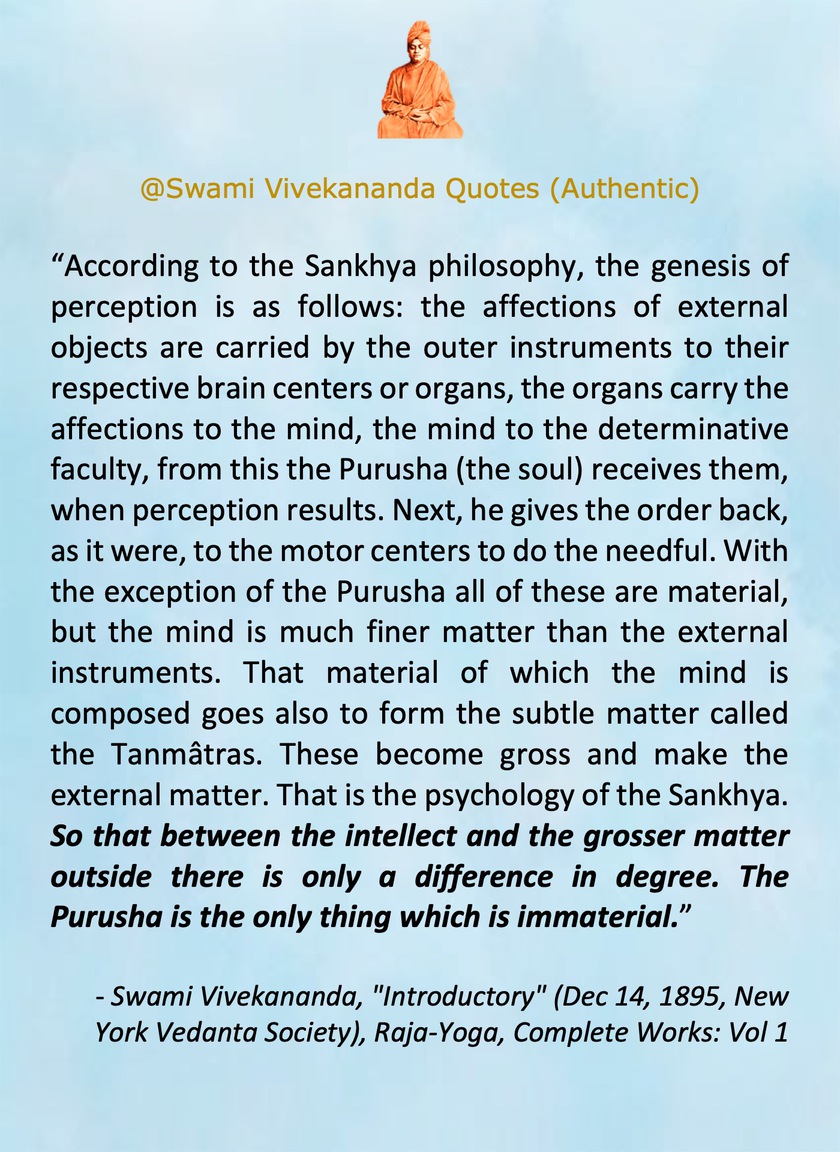 @Swami Vivekananda Quotes (Authentic)
“According to the Sankhya philosophy, the genesis of
perception is as follows: the affections of external
objects are carried by the outer instruments to their
respective brain centers or organs, the organs carry the
affections to the mind, the mind to the determinative
faculty, from this the Purusha (the soul) receives them,
when perception results. Next, he gives the order back,
as it were, to the motor centers to do the needful. With
the exception of the Purusha all of these are material,
but the mind is much finer matter than the external
instruments. That material of which the mind is
composed goes also to form the subtle matter called
the Tanmâtras. These become gross and make the
external matter. That is the psychology of the Sankhya.
So that between the intellect and the grosser matter
outside there is only a difference in degree. The
Purusha is the only thing which is immaterial.”
- Swami Vivekananda, "Introductory" (Dec 14, 1895, New
York Vedanta Society), Raja-Yoga, Complete Works: Vol 1